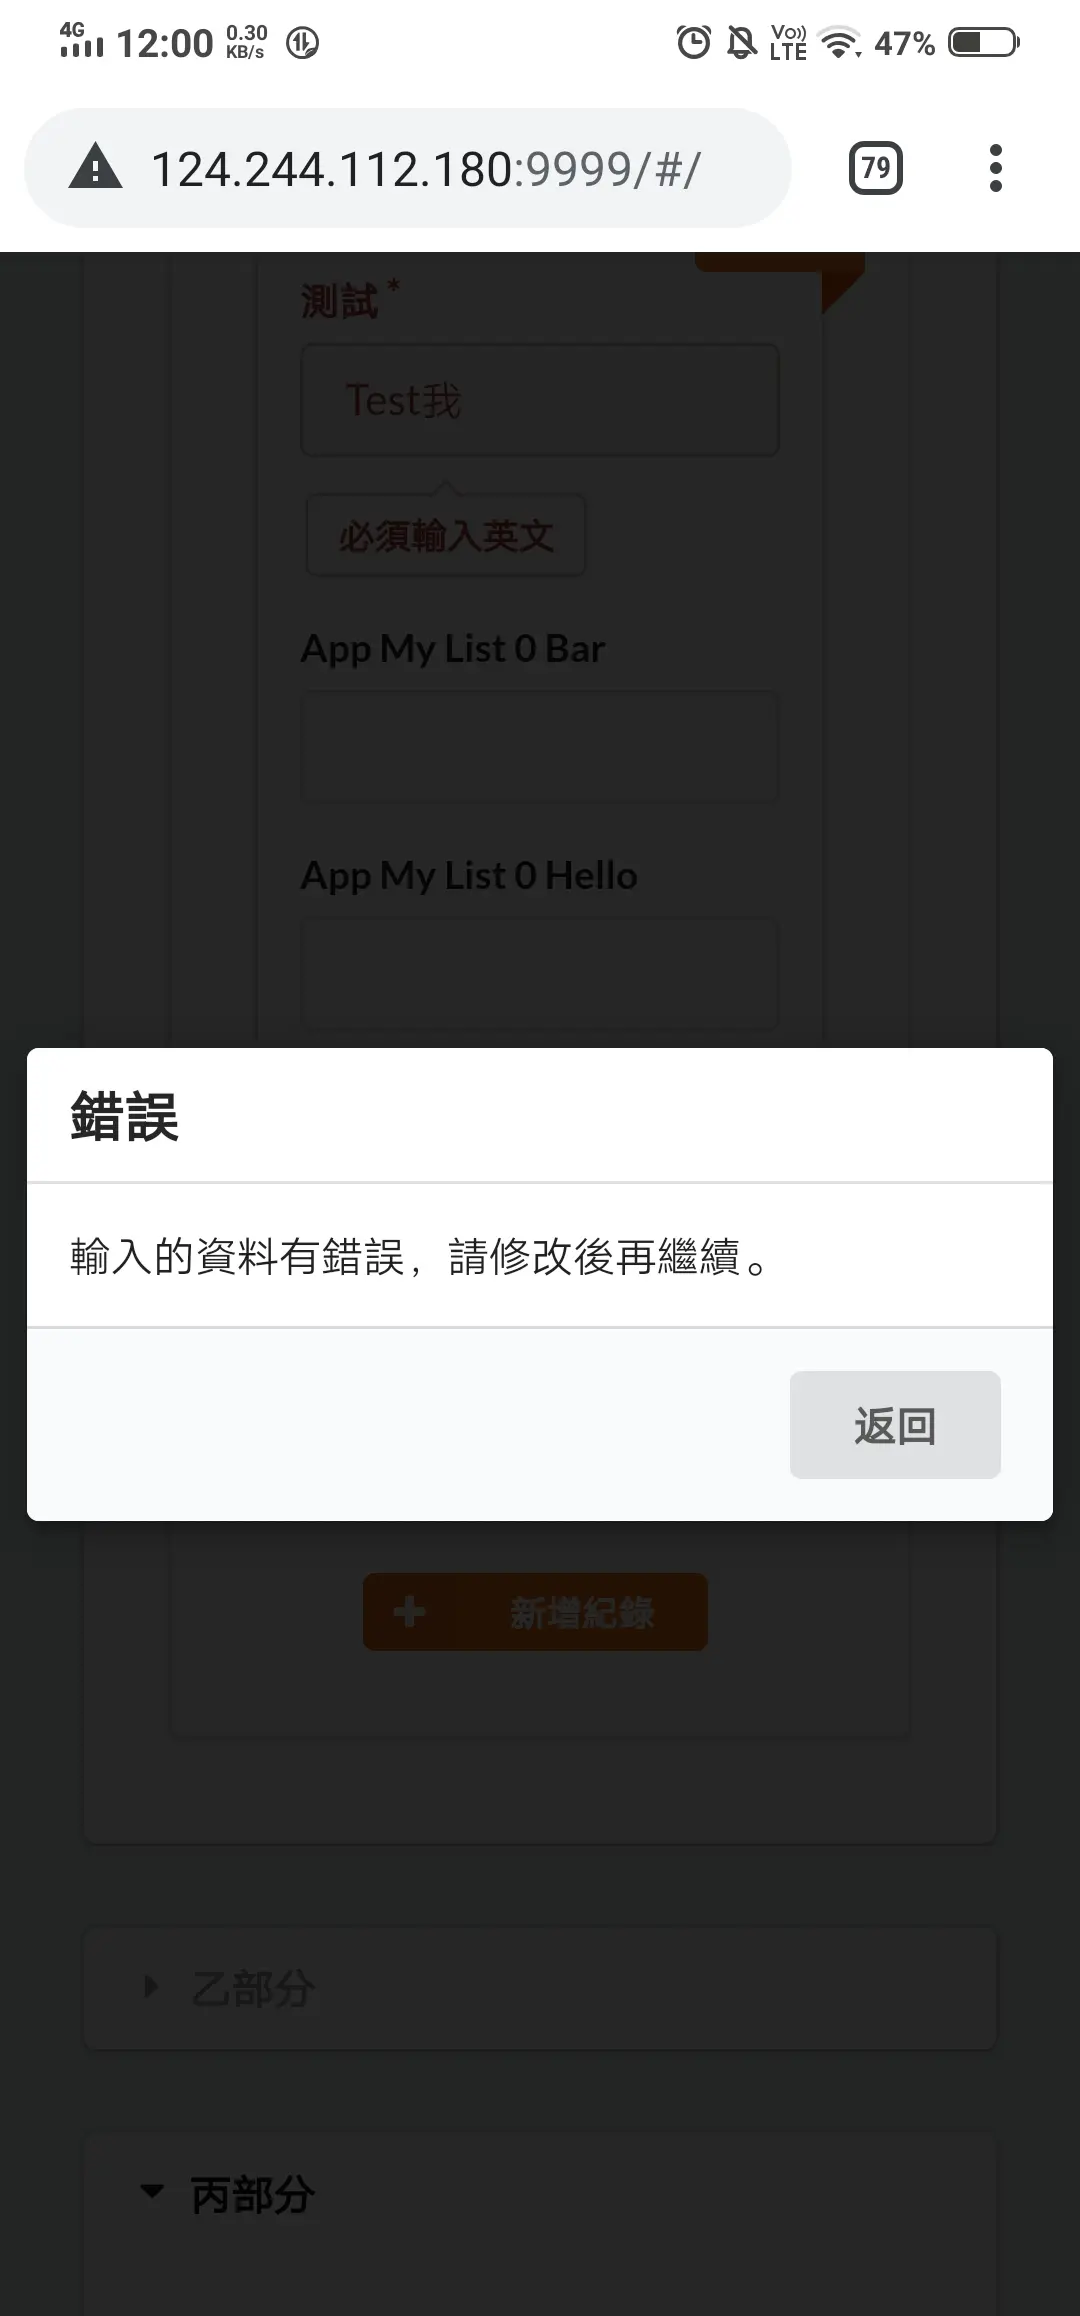 4G 12:00 0.30 KB/s Vo)) LTE 47%
124.244.112.180:9999/#/ 79
測試 *
Test我
必須輸入英文
App My List 0 Bar
App My List 0 Hello
錯誤
輸入的資料有錯誤，請修改後再繼續。
返回
新增紀錄
乙部分
丙部分